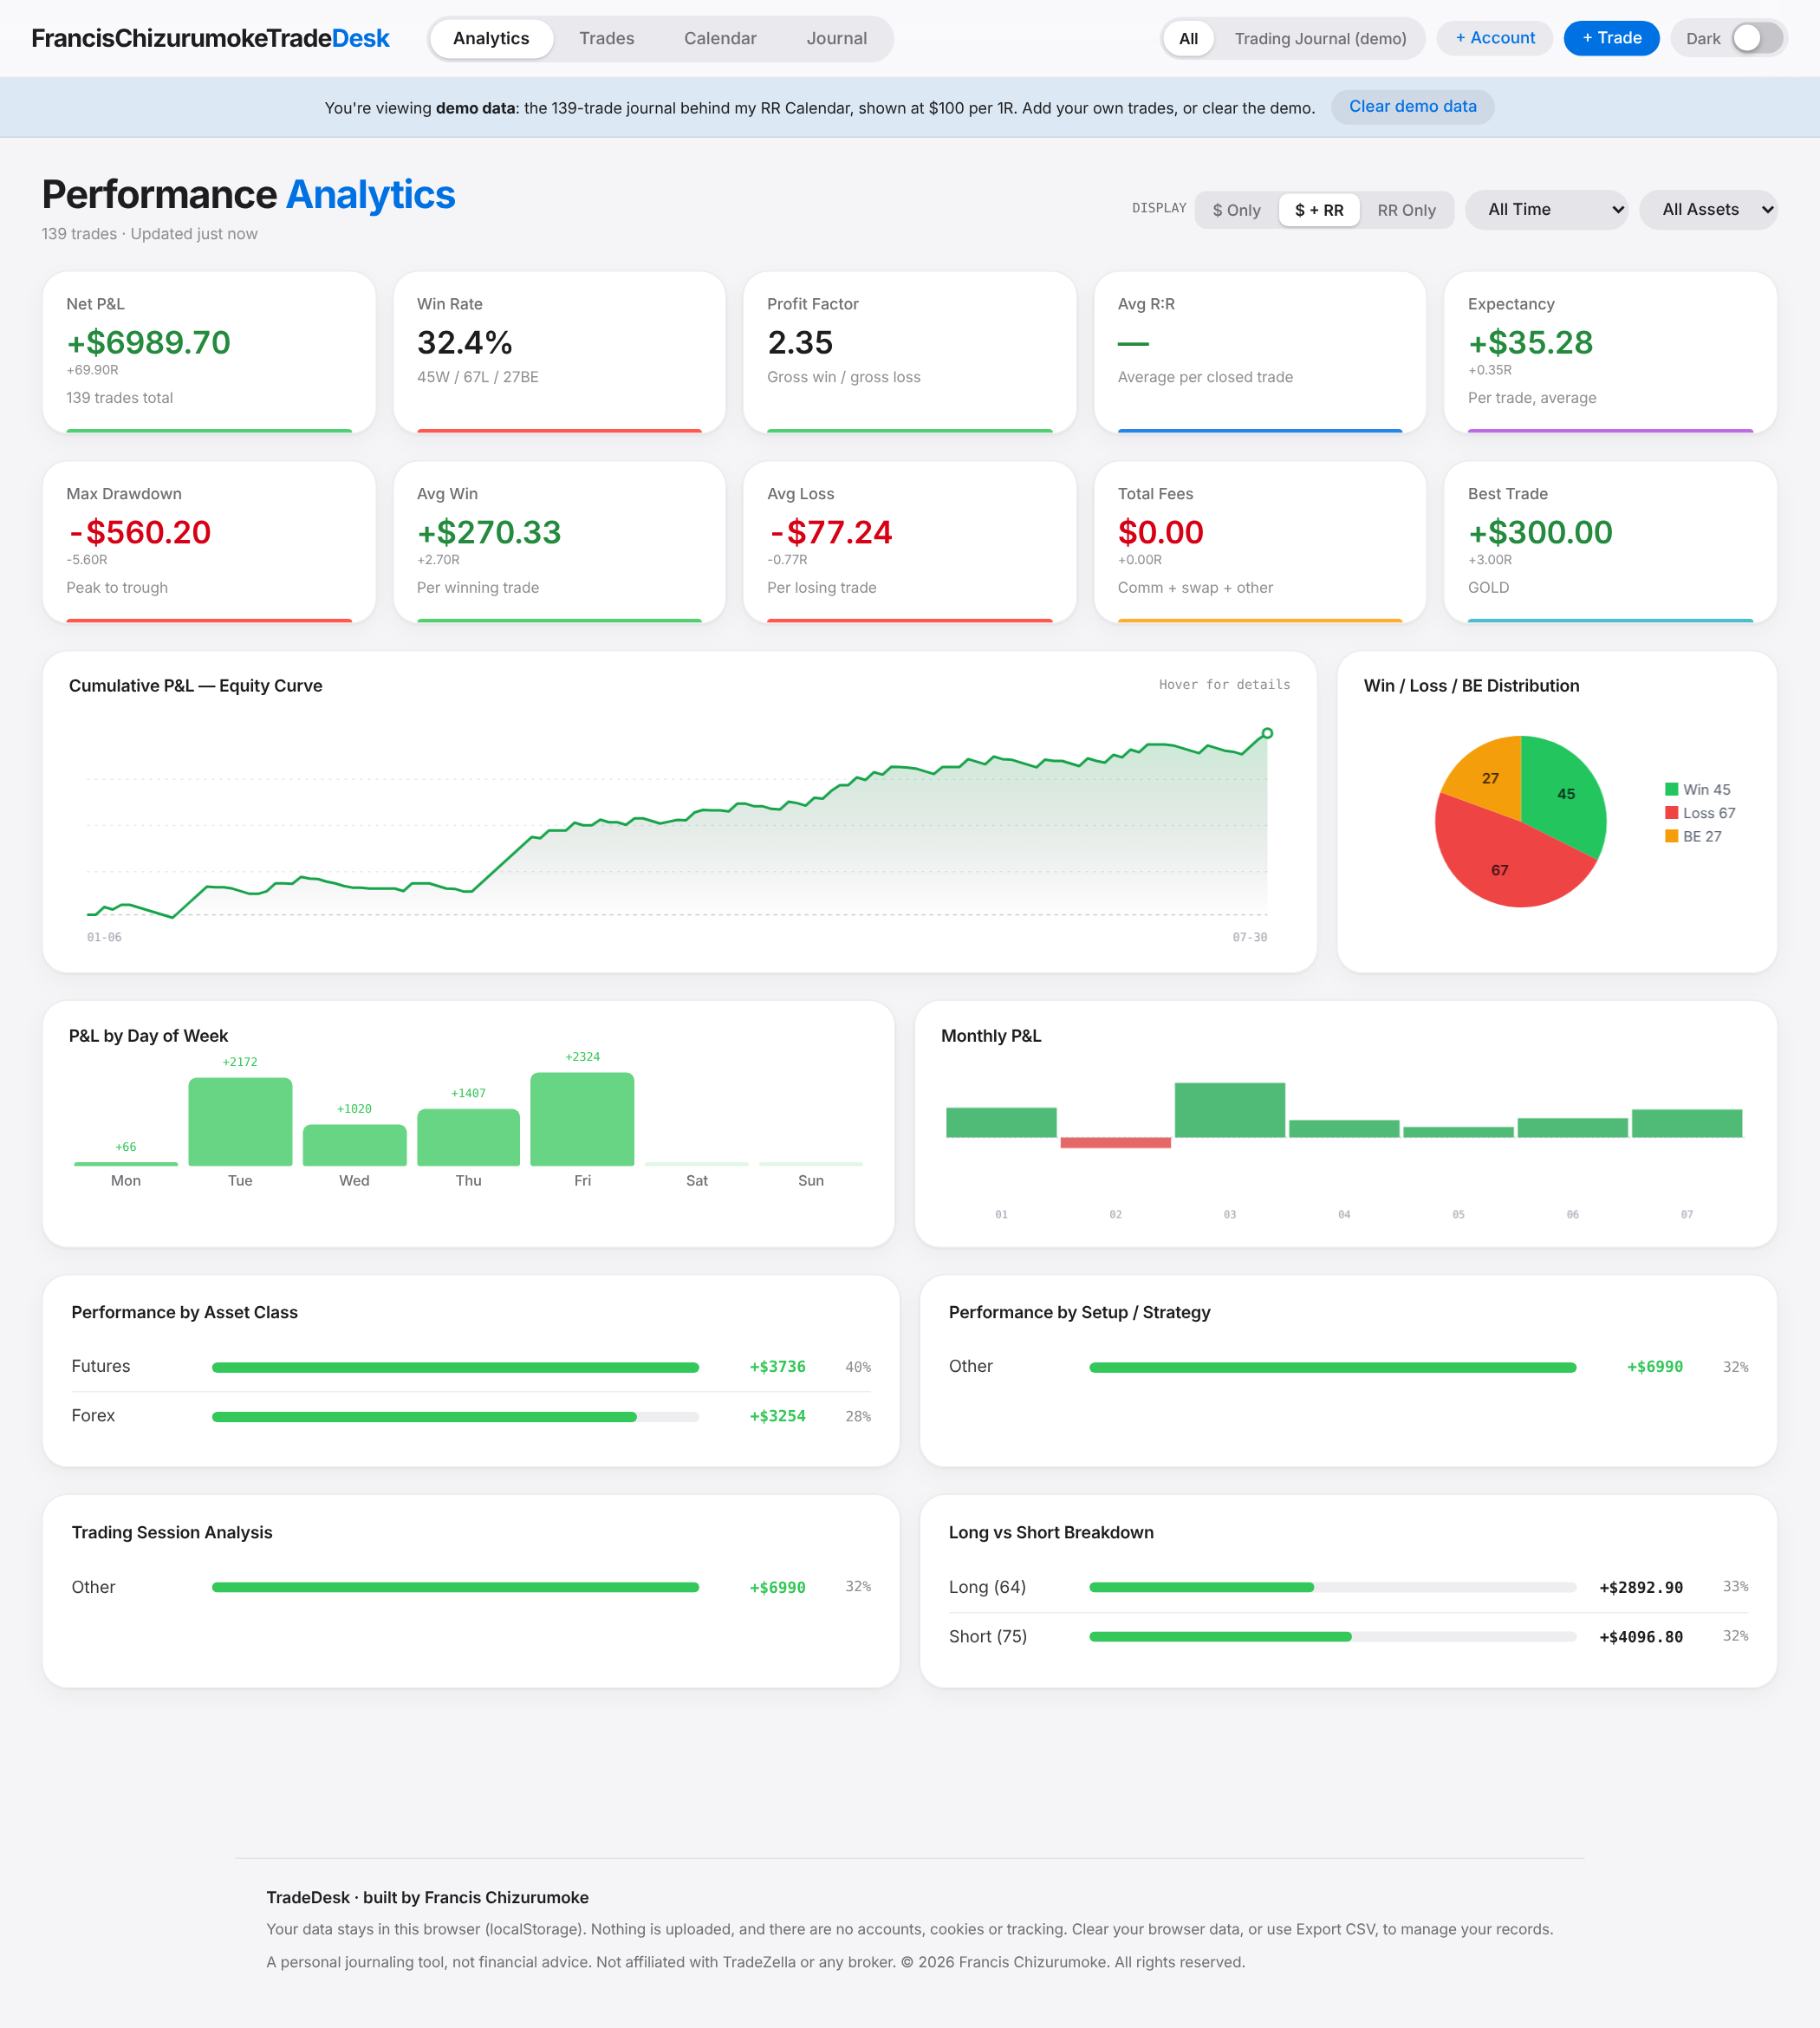 FrancisChizurumokeTradeDesk
Analytics
Trades
Calendar
Journal
All
Trading Journal (demo)
+ Account
+ Trade
Dark
You're viewing demo data: the 139-trade journal behind my RR Calendar, shown at $100 per 1R. Add your own trades, or clear the demo.
Clear demo data
Performance Analytics
139 trades · Updated just now
DISPLAY
$ Only
$ + RR
RR Only
All Time
All Assets
Net P&L
+$6989.70
+69.90R
139 trades total
Win Rate
32.4%
45W / 67L / 27BE
Profit Factor
2.35
Gross win / gross loss
Avg R:R
—
Average per closed trade
Expectancy
+$35.28
+0.35R
Per trade, average
Max Drawdown
-$560.20
-5.60R
Peak to trough
Avg Win
+$270.33
+2.70R
Per winning trade
Avg Loss
-$77.24
-0.77R
Per losing trade
Total Fees
$0.00
+0.00R
Comm + swap + other
Best Trade
+$300.00
+3.00R
GOLD
Cumulative P&L — Equity Curve
Hover for details
01-06
07-30
Win / Loss / BE Distribution
27
45
67
Win 45
Loss 67
BE 27
P&L by Day of Week
+66
+2172
+1020
+1407
+2324
Mon
Tue
Wed
Thu
Fri
Sat
Sun
Monthly P&L
01
02
03
04
05
06
07
Performance by Asset Class
Futures
+$3736
40%
Forex
+$3254
28%
Performance by Setup / Strategy
Other
+$6990
32%
Trading Session Analysis
Other
+$6990
32%
Long vs Short Breakdown
Long (64)
+$2892.90
33%
Short (75)
+$4096.80
32%
TradeDesk · built by Francis Chizurumoke
Your data stays in this browser (localStorage). Nothing is uploaded, and there are no accounts, cookies or tracking. Clear your browser data, or use Export CSV, to manage your records.
A personal journaling tool, not financial advice. Not affiliated with TradeZella or any broker. © 2026 Francis Chizurumoke. All rights reserved.